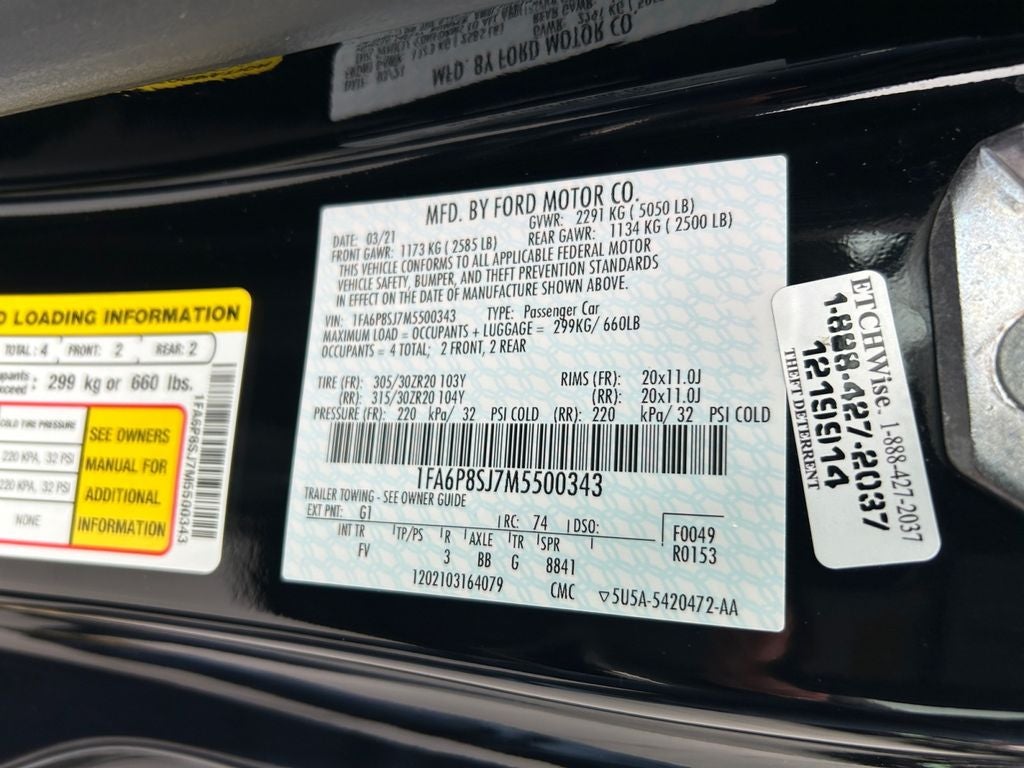 MFD. BY FORD MOTOR CO.
MFD. BY FORD MOTOR CO.
DATE: 03/21 GVWR: 2291 KG ( 5050 LB)
FRONT GAWR: 1173 KG ( 2585 LB) REAR GAWR: 1134 KG ( 2500 LB)
THIS VEHICLE CONFORMS TO ALL APPLICABLE FEDERAL MOTOR
VEHICLE SAFETY, BUMPER, AND THEFT PREVENTION STANDARDS
IN EFFECT ON THE DATE OF MANUFACTURE SHOWN ABOVE.
VIN: 1FA6P8SJ7M5500343 TYPE: Passenger Car
MAXIMUM LOAD = OCCUPANTS + LUGGAGE = 299KG/ 660LB
OCCUPANTS = 4 TOTAL; 2 FRONT, 2 REAR
TIRE (FR): 305/30ZR20 103Y RIMS (FR): 20x11.0J
(RR): 315/30ZR20 104Y (RR): 20x11.0J
PRESSURE (FR): 220 kPa/ 32 PSI COLD (RR): 220 kPa/ 32 PSI COLD
1FA6P8SJ7M5500343
TRAILER TOWING - SEE OWNER GUIDE
EXT PNT: G1 RC: 74 DSO: F0049
INT TR TP/PS R AXLE TR SPR R0153
FV 3 BB G 8841
1202103164079 CMC ▽5U5A-5420472-AA
LOADING INFORMATION
TOTAL : 4 FRONT: 2 REAR: 2
299 kg or 660 lbs.
COLD TIRE PRESSURE
220 KPA, 32 PSI
220 KPA, 32 PSI
NONE
SEE OWNERS
MANUAL FOR
ADDITIONAL
INFORMATION
1FA6P8SJ7M5500343
ETCHWise. 1-888-427-2037
1-888-427-2037
12199914
THEFT DETERRENT